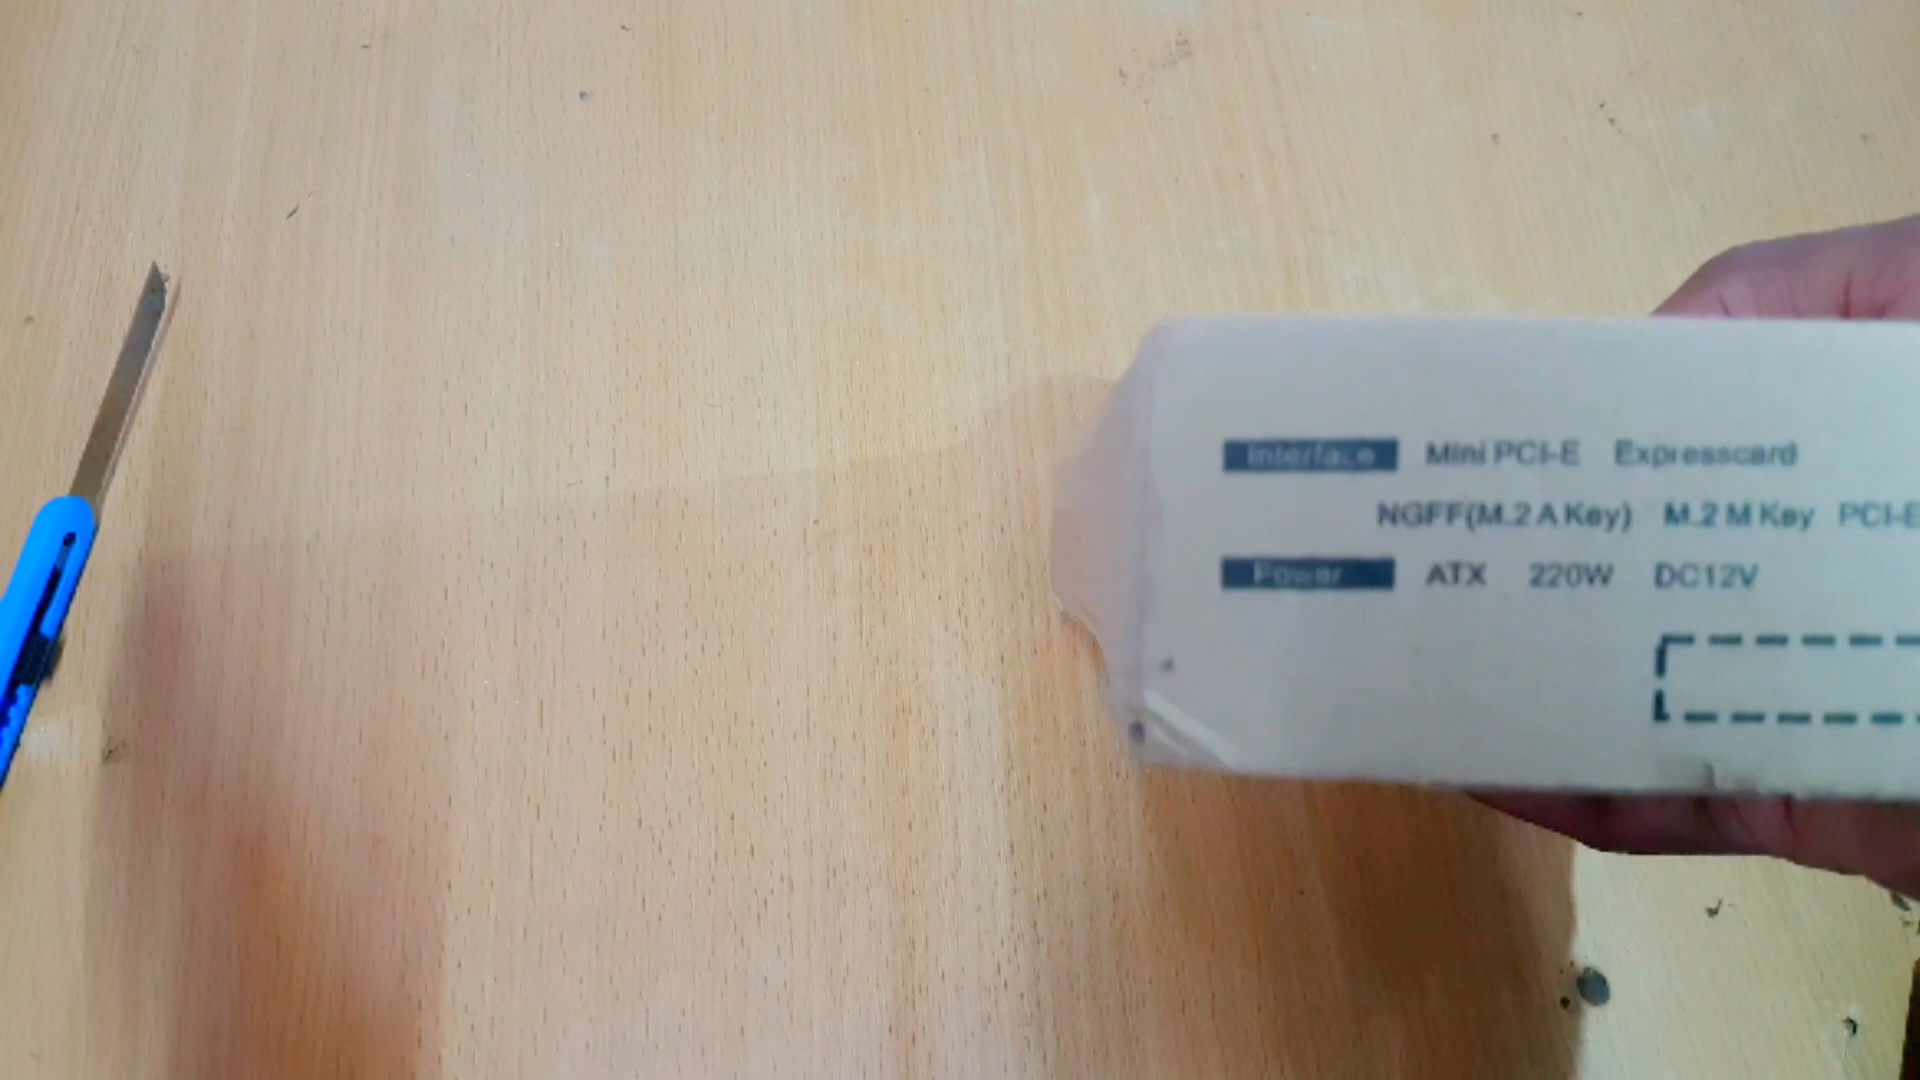 Interface Mini PCI-E Expresscard
NGFF(M.2 A Key) M.2 M Key PCI-E
Power ATX 220W DC12V